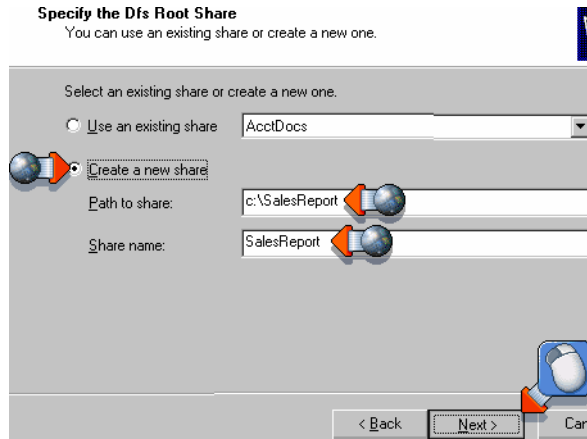 Specify the Dfs Root Share
You can use an existing share or create a new one.
Select an existing share or create a new one.
Use an existing share
AcctDocs
Create a new share
Path to share:
c:\SalesReport
Share name:
SalesReport
< Back
Next >